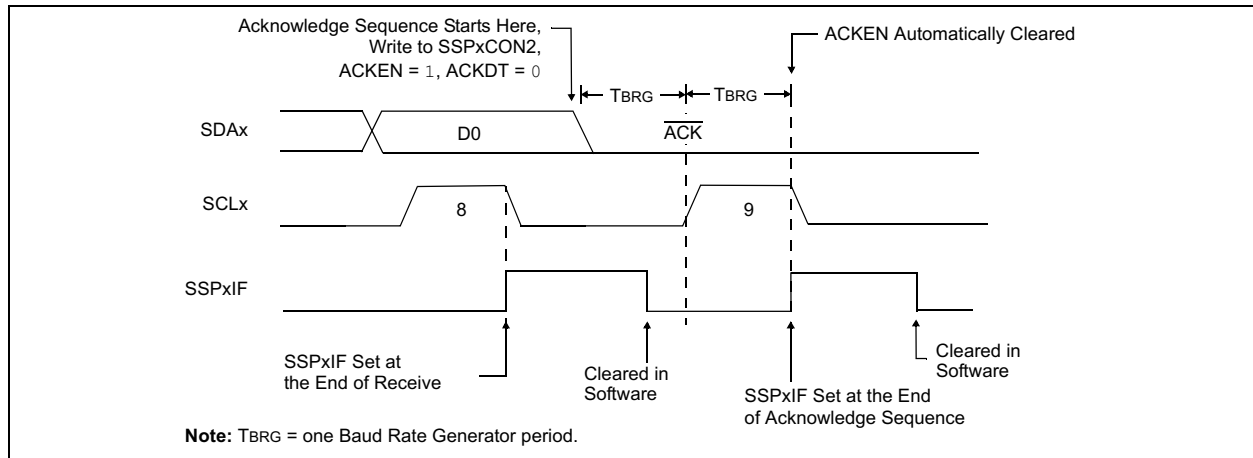 Acknowledge Sequence Starts Here,
Write to SSPxCON2,
ACKEN = 1, ACKDT = 0
ACKEN Automatically Cleared
TBRG
TBRG
SDAx
D0
ACK
SCLx
8
9
SSPxIF
SSPxIF Set at
the End of Receive
Cleared in
Software
SSPxIF Set at the End
of Acknowledge Sequence
Cleared in
Software
Note: TBRG = one Baud Rate Generator period.